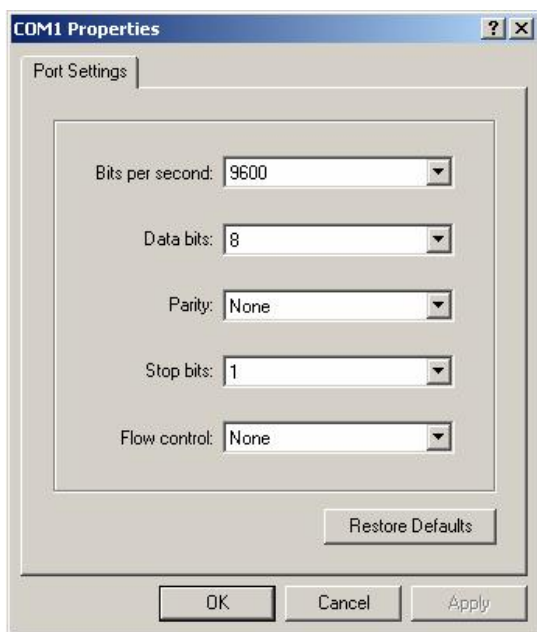 COM1 Properties
Port Settings
Bits per second: 9600
Data bits: 8
Parity: None
Stop bits: 1
Flow control: None
Restore Defaults
OK Cancel Apply